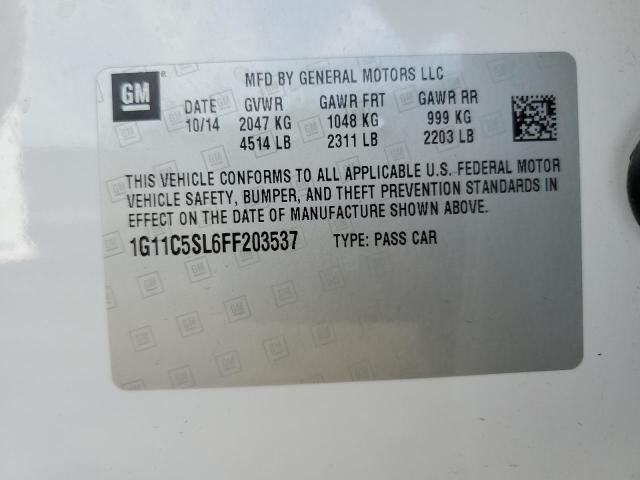 GM
MFD BY GENERAL MOTORS LLC
DATE GVWR GAWR FRT GAWR RR
10/14 2047 KG 1048 KG 999 KG
4514 LB 2311 LB 2203 LB
THIS VEHICLE CONFORMS TO ALL APPLICABLE U.S. FEDERAL MOTOR
VEHICLE SAFETY, BUMPER, AND THEFT PREVENTION STANDARDS IN
EFFECT ON THE DATE OF MANUFACTURE SHOWN ABOVE.
1G11C5SL6FF203537 TYPE: PASS CAR